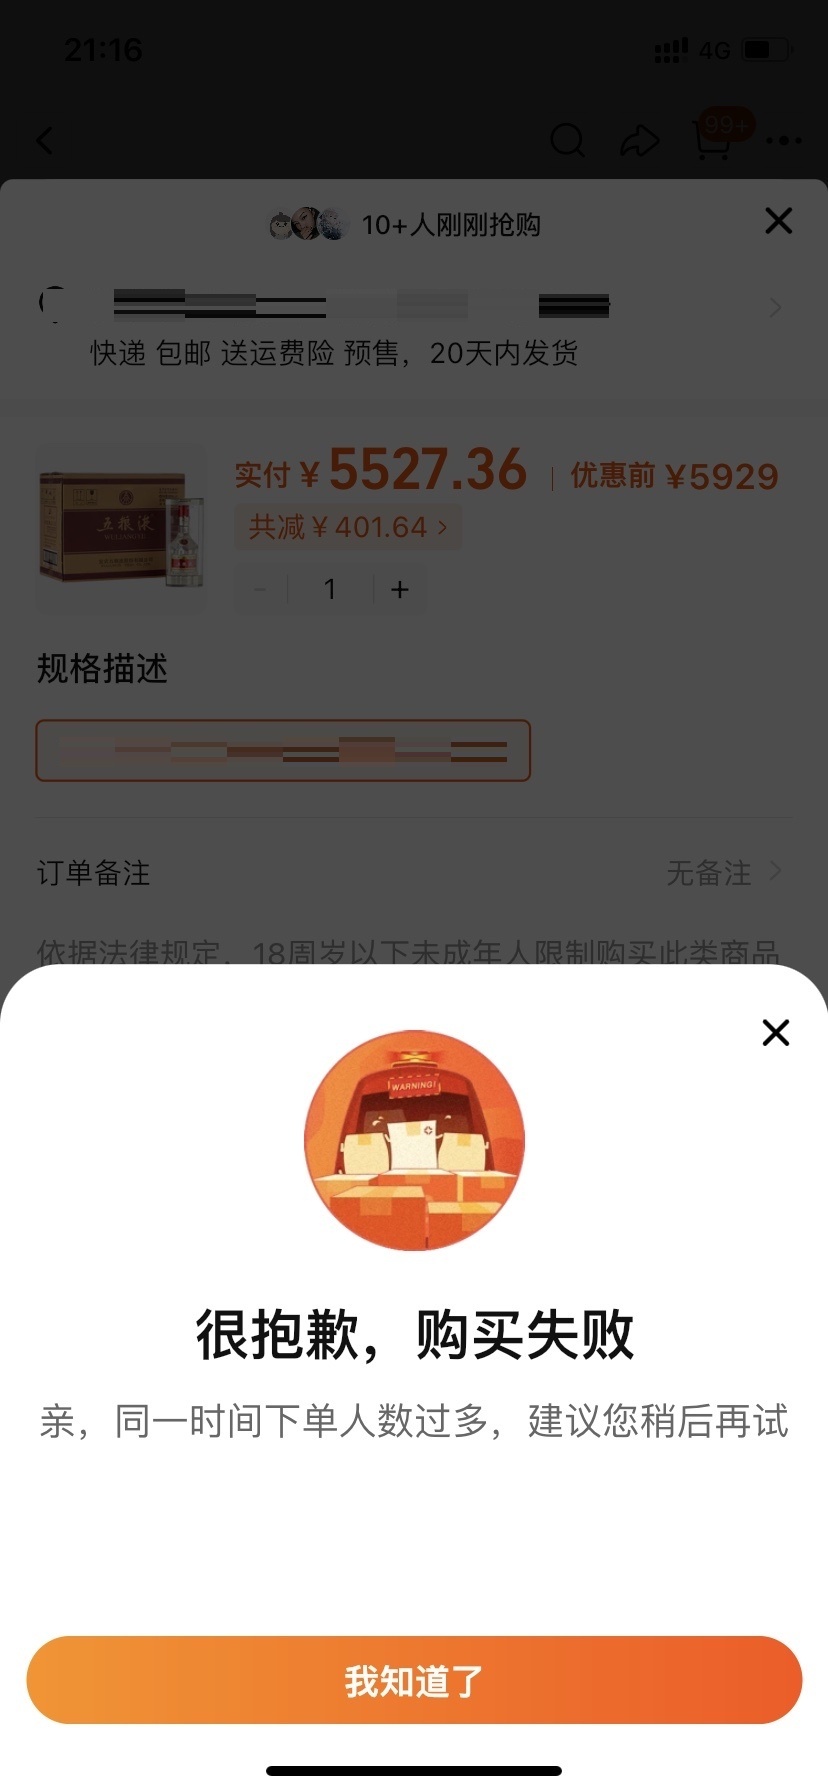 21:16
4G
99+
10+人刚刚抢购
快递 包邮 送运费险 预售，20天内发货
实付￥5527.36 优惠前 ￥5929
共减￥401.64 >
五粮液
WULIANGYE
1
规格描述
订单备注 无备注
依据法律规定，18周岁以下未成年人限制购买此类商品
WARNING!
很抱歉，购买失败
亲，同一时间下单人数过多，建议您稍后再试
我知道了